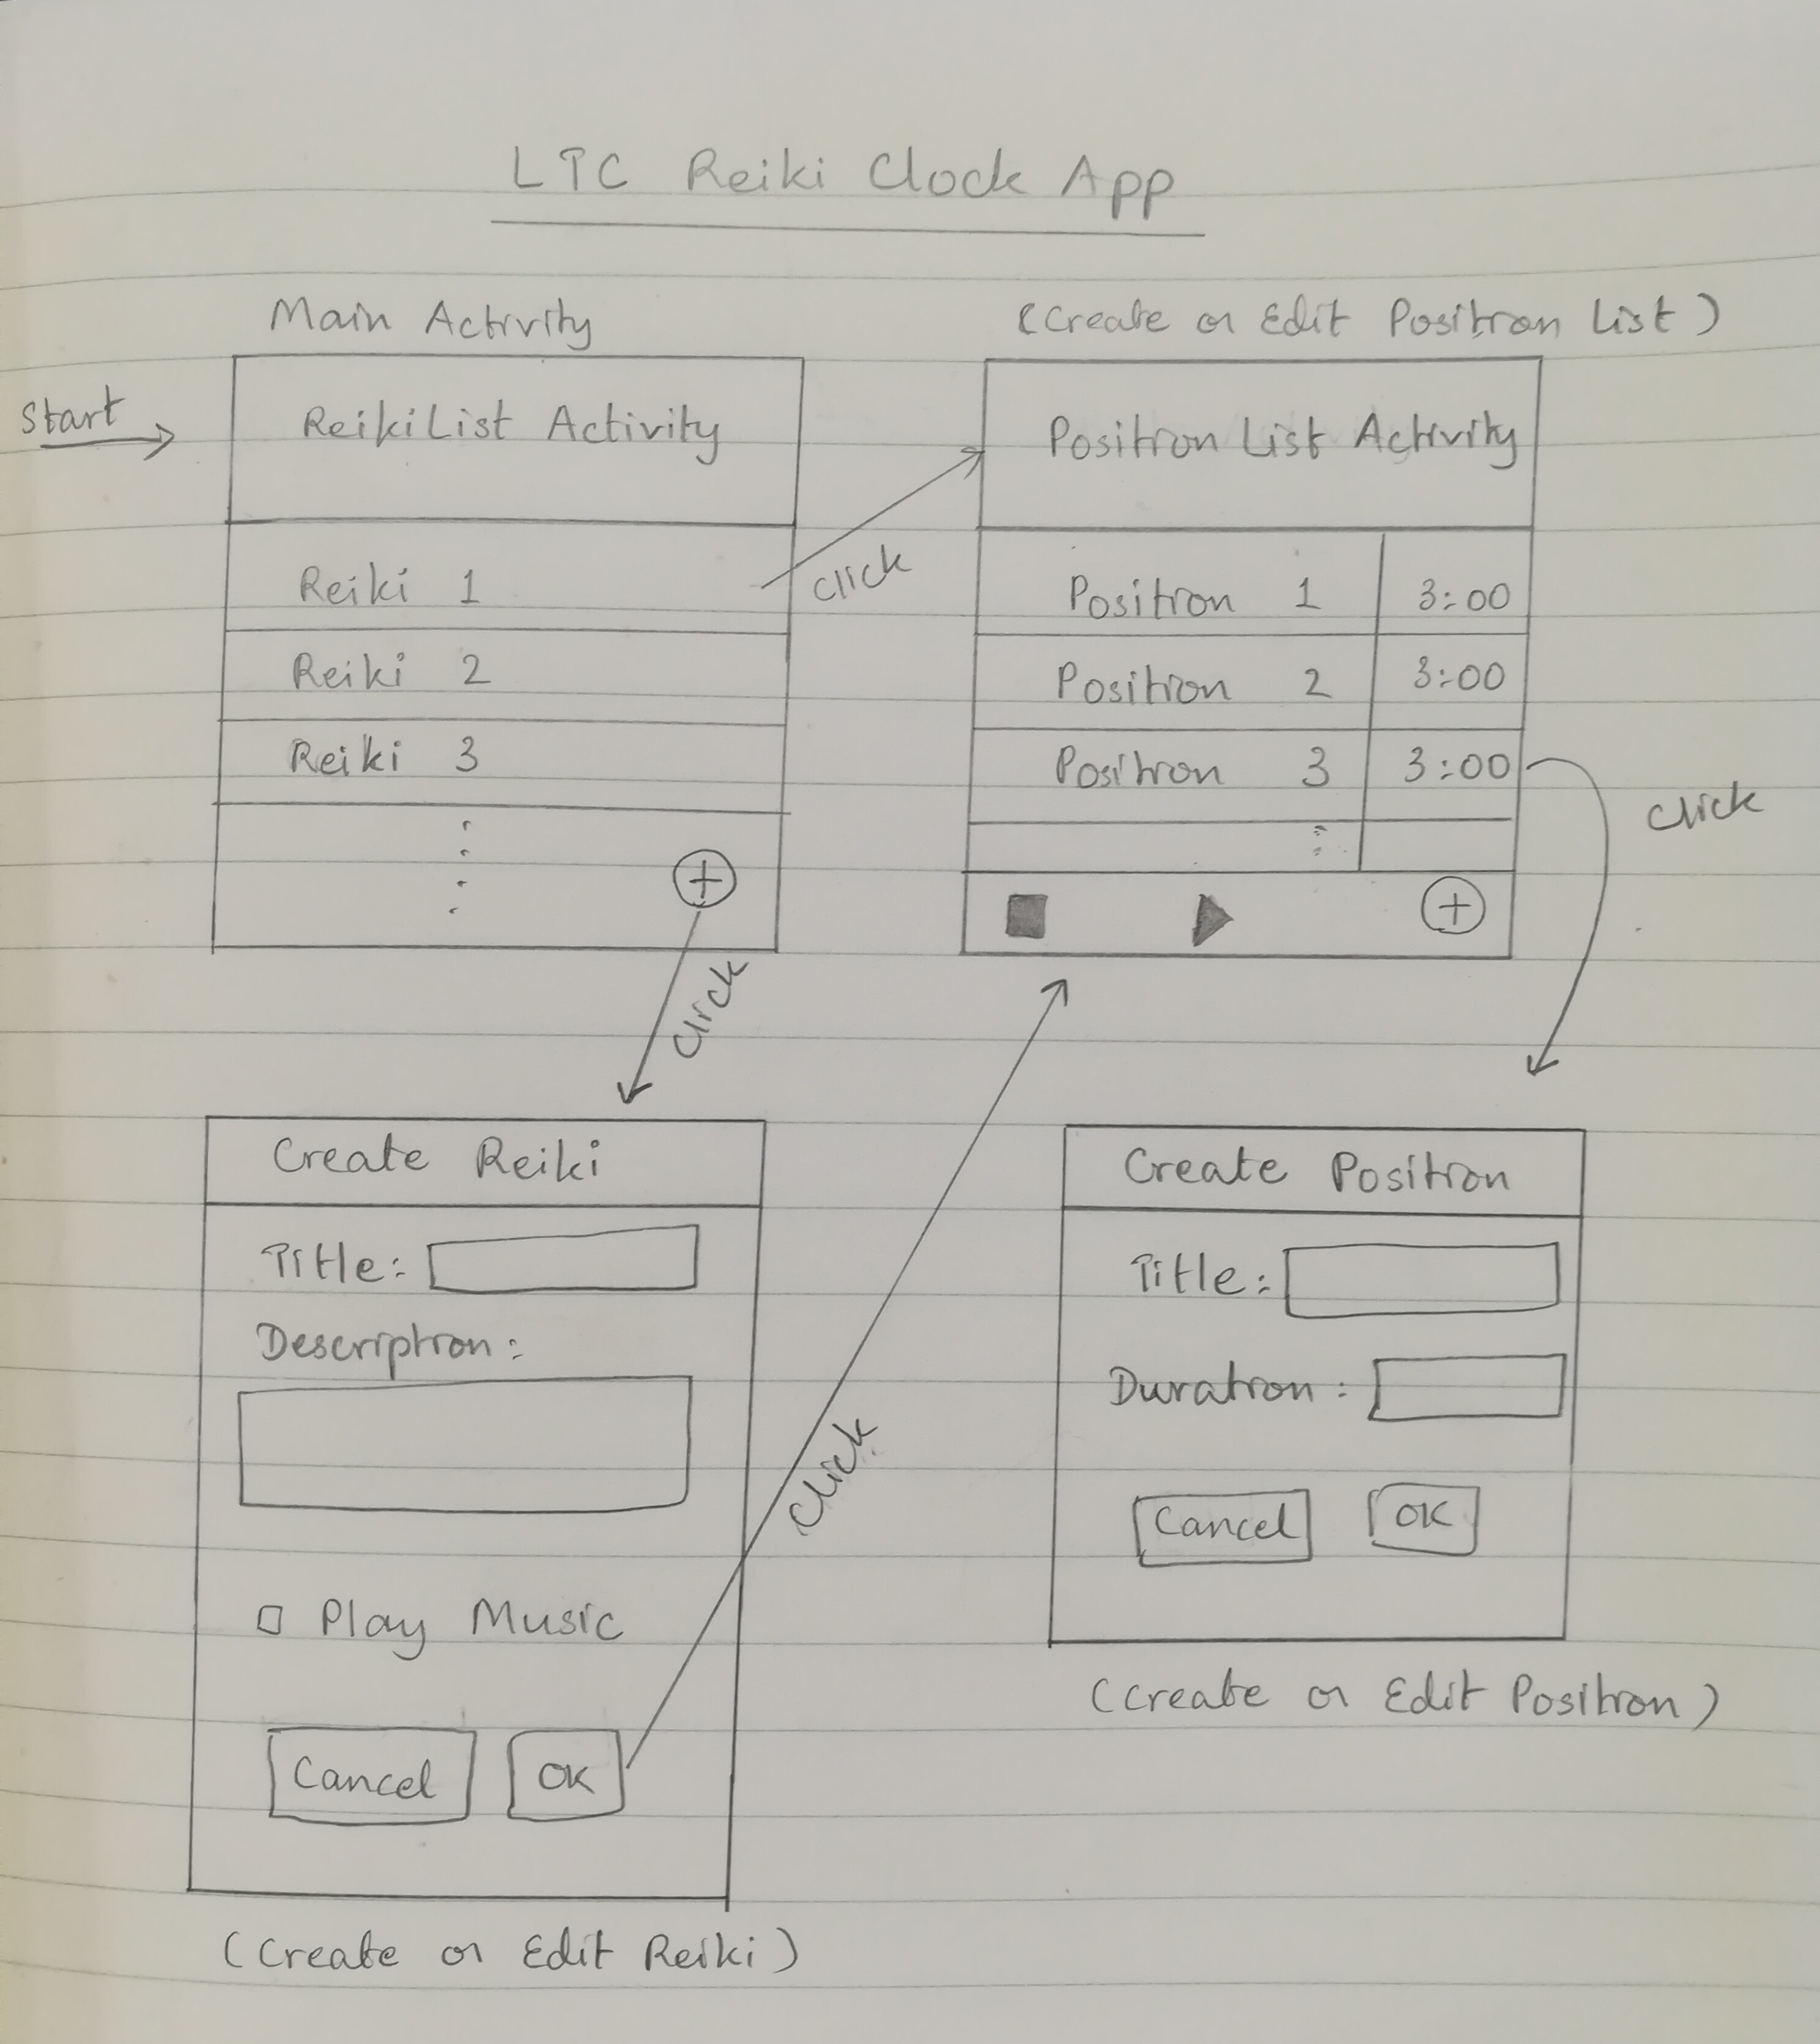 LTC Reiki Clock App
Main Activity
(Create or Edit Position List)
Start
ReikiList Activity
Position List Activity
Reiki 1
click
Position 1 3:00
Reiki 2
Position 2 3:00
Reiki 3
Position 3 3:00
click
+
+
click
Create Reiki
Title:
Description:
Play Music
Cancel OK
click
(Create or Edit Reiki)
Create Position
Title:
Duration:
Cancel OK
(Create or Edit Position)